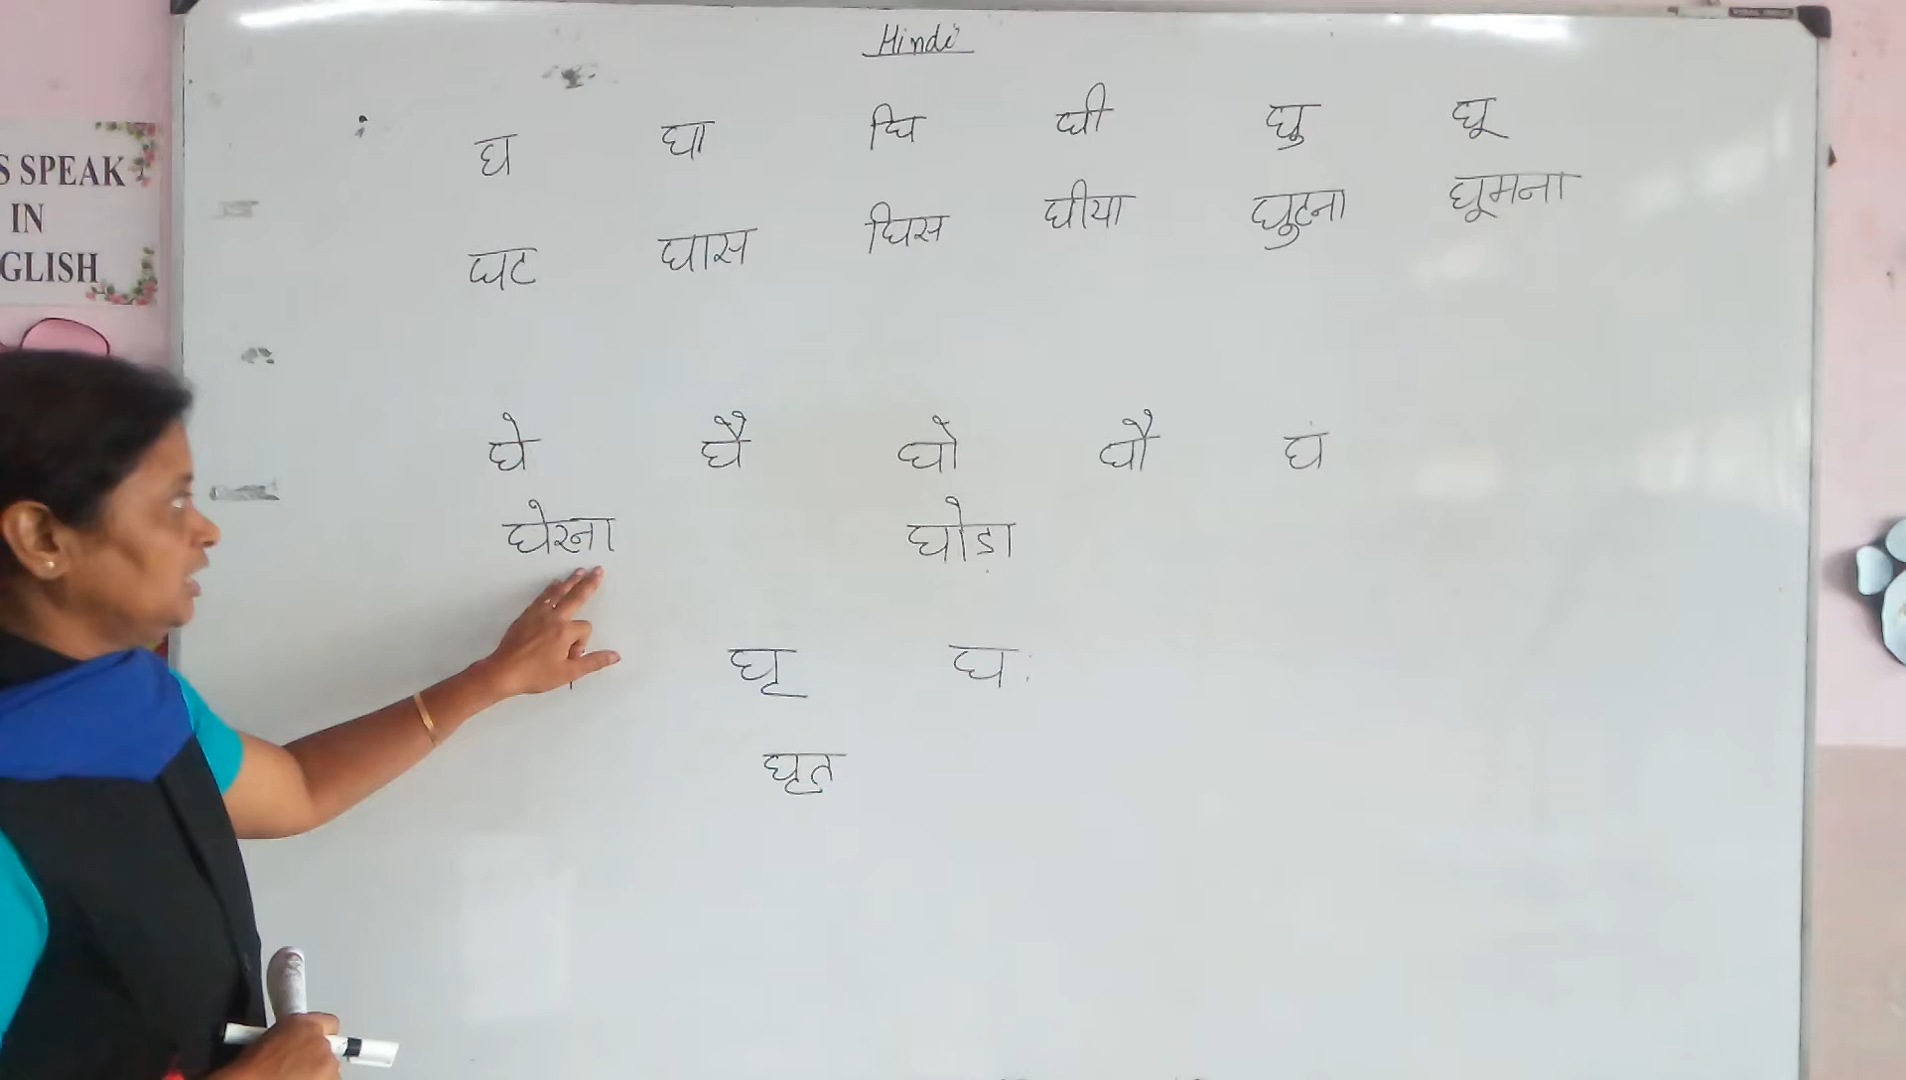 Hindi
घ घा घि घी घु घू
घट घास घिस घीया घुटना घूमना
घे घै घो घौ घं
घेरना घोड़ा
घृ घः
घृत
S SPEAK
IN
GLISH